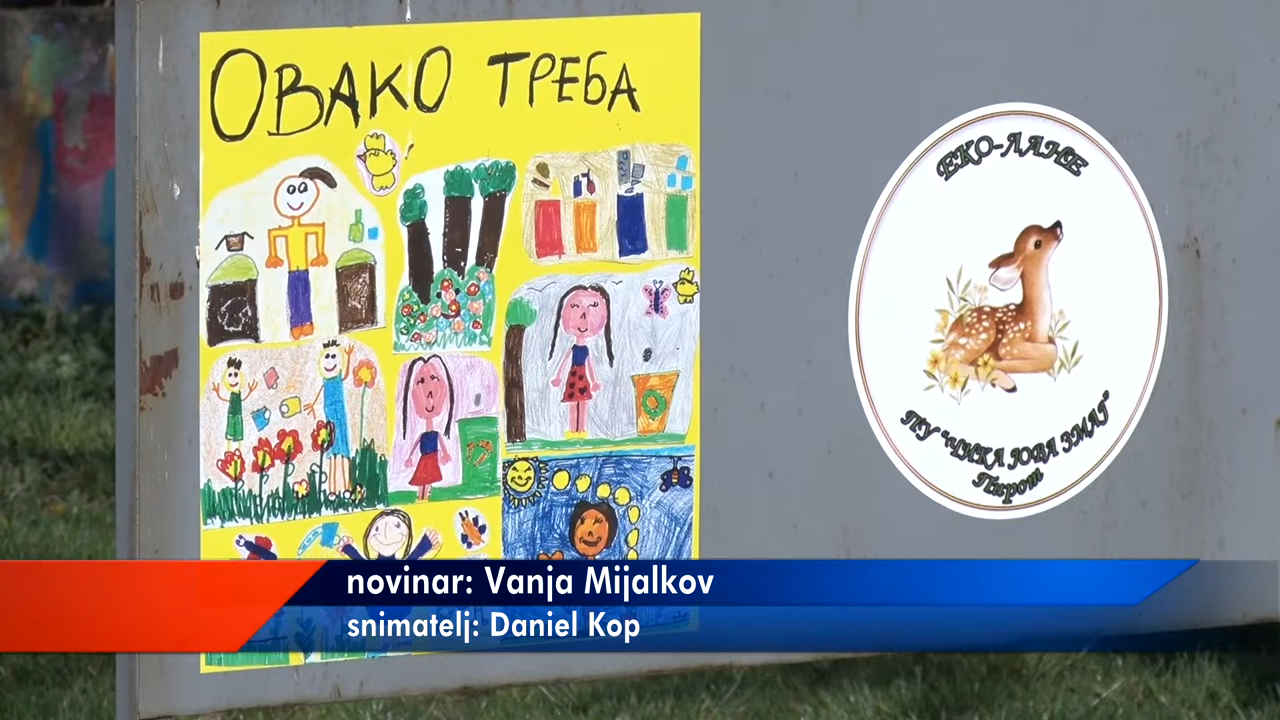 ОВАКО ТРЕБА
ЕКО-ЛАНЕ
ПУ "ЧИКА ЈОВА ЗМАЈ"
Пирот
novinar: Vanja Mijalkov
snimatelj: Daniel Kop